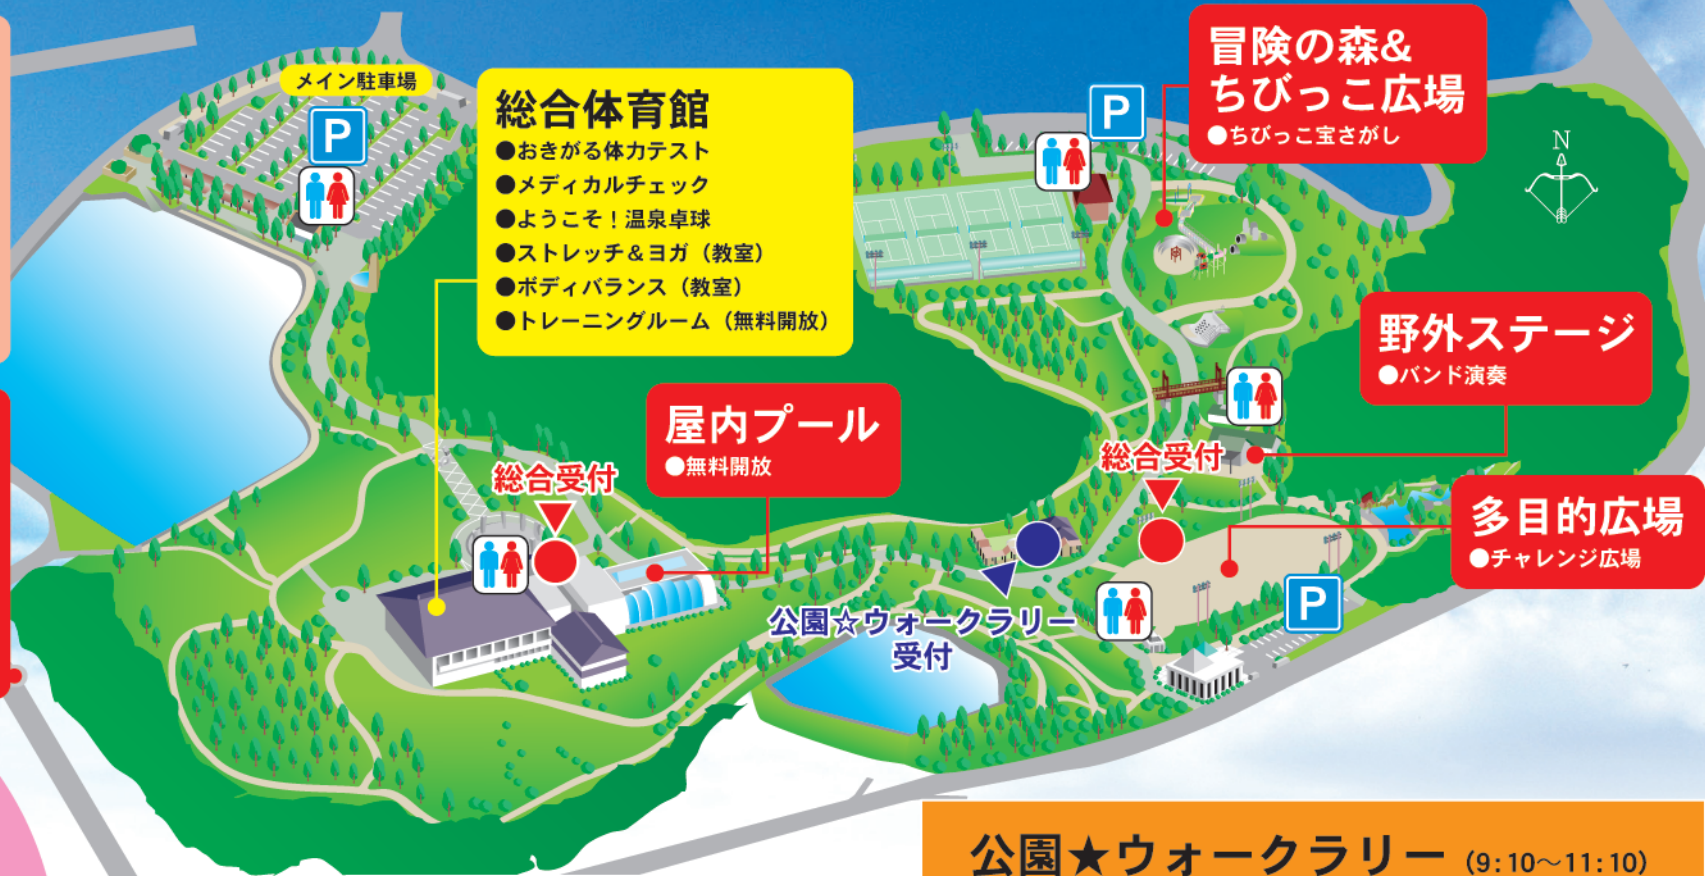 メイン駐車場
P
総合体育館
●おきがる体力テスト
●メディカルチェック
●ようこそ！温泉卓球
●ストレッチ＆ヨガ（教室）
●ボディバランス（教室）
●トレーニングルーム（無料開放）
P
冒険の森&
ちびっこ広場
●ちびっこ宝さがし
N
野外ステージ
●バンド演奏
屋内プール
●無料開放
総合受付
総合受付
多目的広場
●チャレンジ広場
P
公園☆ウォークラリー
受付
公園★ウォークラリー（9:10～11:10）